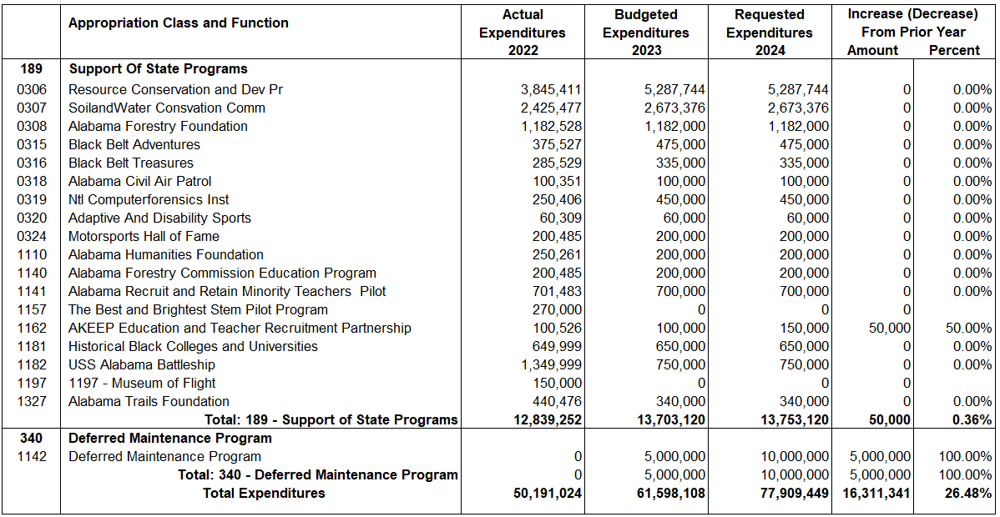 Appropriation Class and Function Actual Expenditures 2022 Budgeted Expenditures 2023 Requested Expenditures 2024 Increase (Decrease) From Prior Year Amount Percent
189 Support Of State Programs
0306 Resource Conservation and Dev Pr 3,845,411 5,287,744 5,287,744 0 0.00%
0307 SoilandWater Consvation Comm 2,425,477 2,673,376 2,673,376 0 0.00%
0308 Alabama Forestry Foundation 1,182,528 1,182,000 1,182,000 0 0.00%
0315 Black Belt Adventures 375,527 475,000 475,000 0 0.00%
0316 Black Belt Treasures 285,529 335,000 335,000 0 0.00%
0318 Alabama Civil Air Patrol 100,351 100,000 100,000 0 0.00%
0319 Ntl Computerforensics Inst 250,406 450,000 450,000 0 0.00%
0320 Adaptive And Disability Sports 60,309 60,000 60,000 0 0.00%
0324 Motorsports Hall of Fame 200,485 200,000 200,000 0 0.00%
1110 Alabama Humanities Foundation 250,261 200,000 200,000 0 0.00%
1140 Alabama Forestry Commission Education Program 200,485 200,000 200,000 0 0.00%
1141 Alabama Recruit and Retain Minority Teachers Pilot 701,483 700,000 700,000 0 0.00%
1157 The Best and Brightest Stem Pilot Program 270,000 0 0 0
1162 AKEEP Education and Teacher Recruitment Partnership 100,526 100,000 150,000 50,000 50.00%
1181 Historical Black Colleges and Universities 649,999 650,000 650,000 0 0.00%
1182 USS Alabama Battleship 1,349,999 750,000 750,000 0 0.00%
1197 1197 - Museum of Flight 150,000 0 0 0
1327 Alabama Trails Foundation 440,476 340,000 340,000 0 0.00%
Total: 189 - Support of State Programs 12,839,252 13,703,120 13,753,120 50,000 0.36%
340 Deferred Maintenance Program
1142 Deferred Maintenance Program 0 5,000,000 10,000,000 5,000,000 100.00%
Total: 340 - Deferred Maintenance Program 0 5,000,000 10,000,000 5,000,000 100.00%
Total Expenditures 50,191,024 61,598,108 77,909,449 16,311,341 26.48%